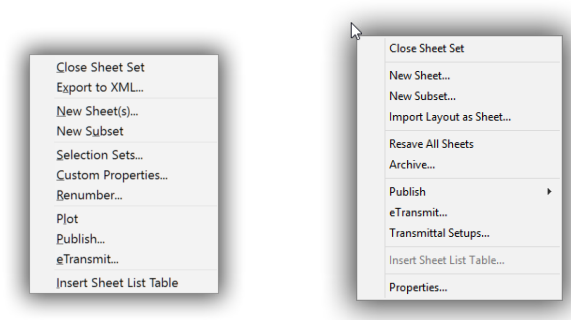 Close Sheet Set
Export to XML...
New Sheet(s)...
New Subset
Selection Sets...
Custom Properties...
Renumber...
Plot
Publish...
eTransmit...
Insert Sheet List Table
Close Sheet Set
New Sheet...
New Subset...
Import Layout as Sheet...
Resave All Sheets
Archive...
Publish
eTransmit...
Transmittal Setups...
Insert Sheet List Table...
Properties...